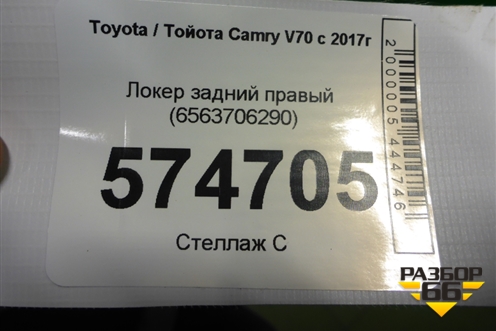 Toyota / Тойота Camry V70 с 2017г
Локер задний правый
(6563706290)
574705
Стеллаж С
2000005444746
РАЗБОР
66